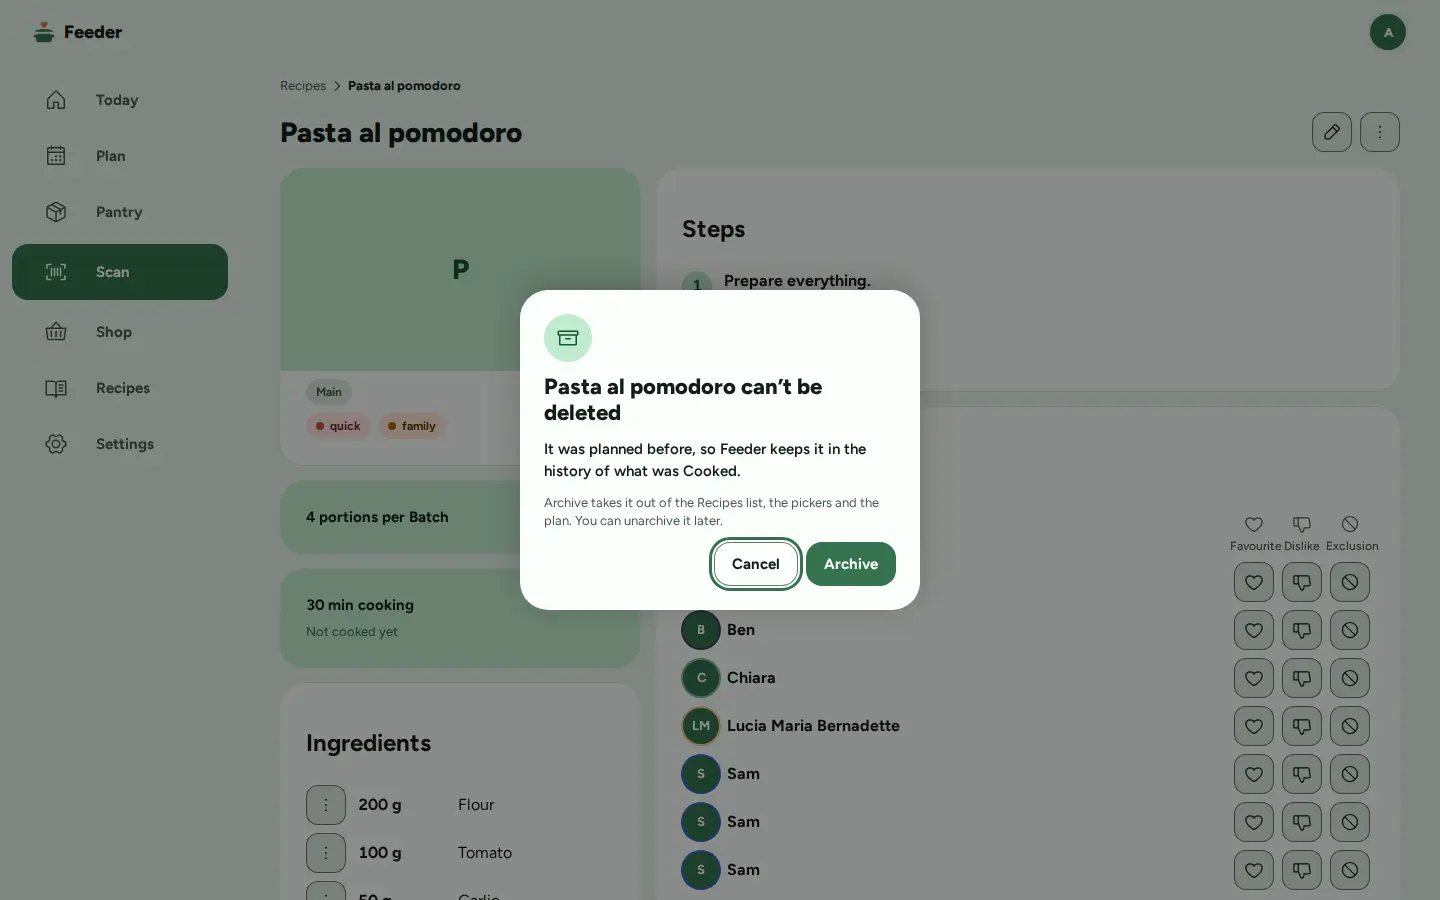 Feeder
A
Today
Plan
Pantry
Scan
Shop
Recipes
Settings
Recipes > Pasta al pomodoro
Pasta al pomodoro
P
Main
quick
family
4 portions per Batch
30 min cooking
Not cooked yet
Ingredients
200 g Flour
100 g Tomato
50 g Garlic
Steps
1 Prepare everything.
Pasta al pomodoro can’t be
deleted
It was planned before, so Feeder keeps it in the
history of what was Cooked.
Archive takes it out of the Recipes list, the pickers and the
plan. You can unarchive it later.
Cancel
Archive
Favourite Dislike Exclusion
B Ben
C Chiara
LM Lucia Maria Bernadette
S Sam
S Sam
S Sam